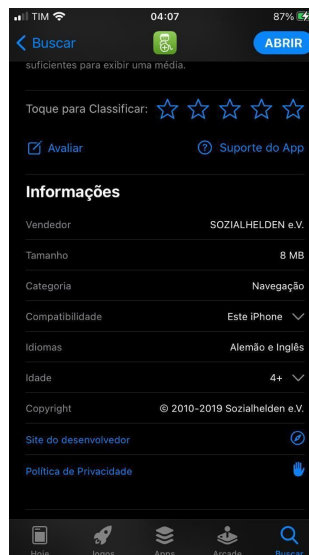 TIM 04:07 87%
Buscar ABRIR
suficientes para exibir uma média.
Toque para Classificar:
Avaliar Suporte do App
Informações
Vendedor SOZIALHELDEN e.V.
Tamanho 8 MB
Categoria Navegação
Compatibilidade Este iPhone
Idiomas Alemão e Inglês
Idade 4+
Copyright © 2010-2019 Sozialhelden e.V.
Site do desenvolvedor
Política de Privacidade
Hoje Jogos Apps Arcade Buscar